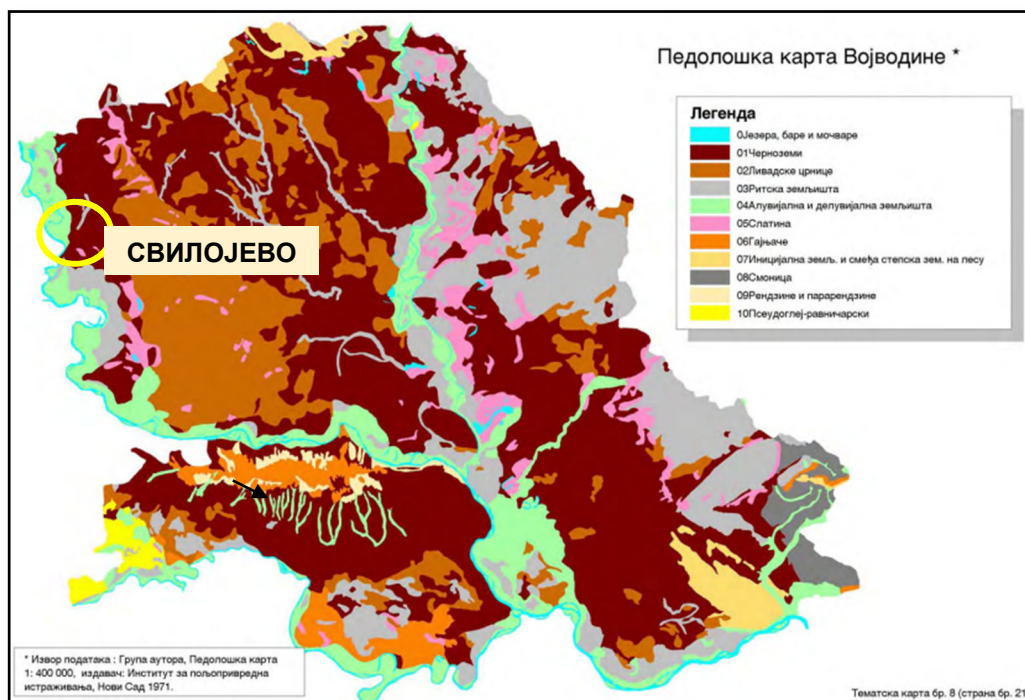 Педолошка карта Војводине *
Легенда
0Језера, баре и мочваре
01Черноземи
02Ливадске црнице
03Ритска земљишта
04Алувијална и делувијална земљишта
05Слатина
06Гајњаче
07Иницијална земљ. и смеђа степска зем. на лесу
08Смоница
09Рендзине и парарендзине
10Псеудоглеј-равничарски
СВИЛОЈЕВО
* Извор података : Група аутора, Педолошка карта
1: 400 000, издавач: Институт за пољопривредна
истраживања, Нови Сад 1971.
Тематска карта бр. 8 (страна бр. 21